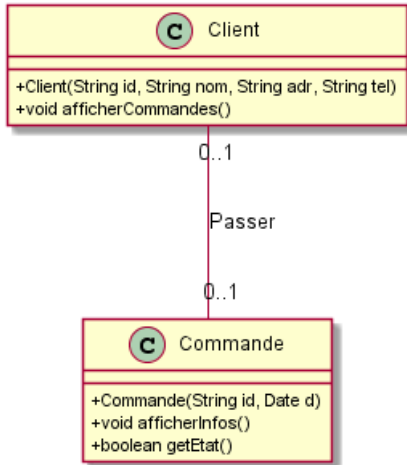 C Client
+Client(String id, String nom, String adr, String tel)
+void afficherCommandes()
0..1
Passer
0..1
C Commande
+Commande(String id, Date d)
+void afficherInfos()
+boolean getEtat()